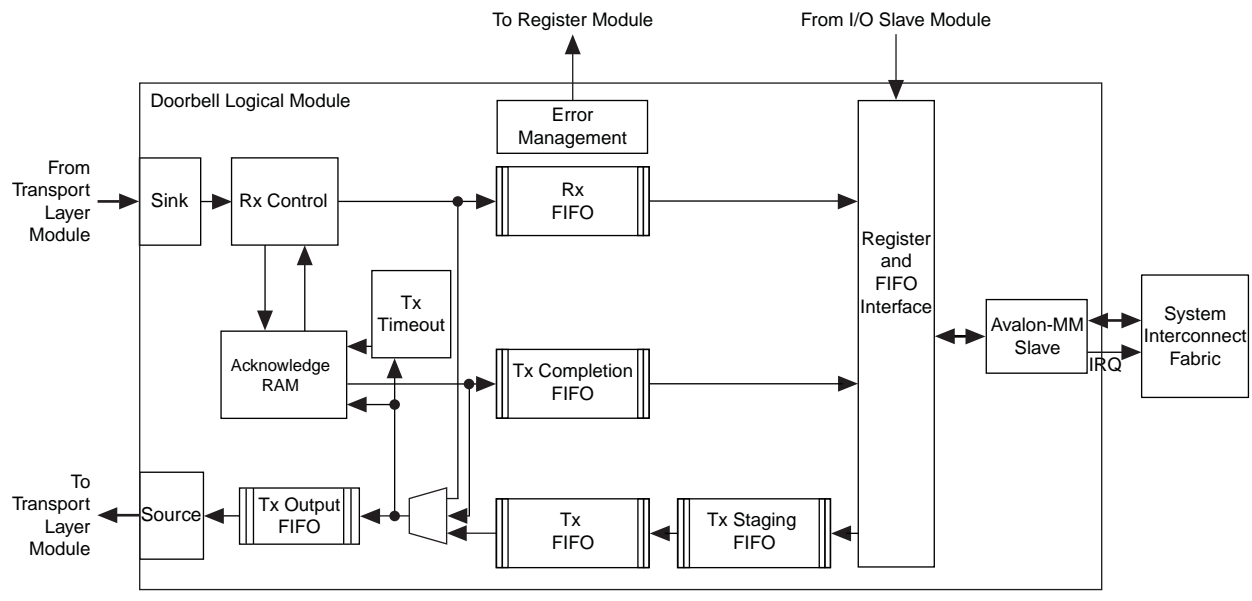 To Register Module
From I/O Slave Module
Doorbell Logical Module
Error
Management
From
Transport
Layer
Module
Sink
Rx Control
Rx
FIFO
Register
and
FIFO
Interface
Tx
Timeout
Acknowledge
RAM
Tx Completion
FIFO
Avalon-MM
Slave
IRQ
System
Interconnect
Fabric
To
Transport
Layer
Module
Source
Tx Output
FIFO
Tx
FIFO
Tx Staging
FIFO